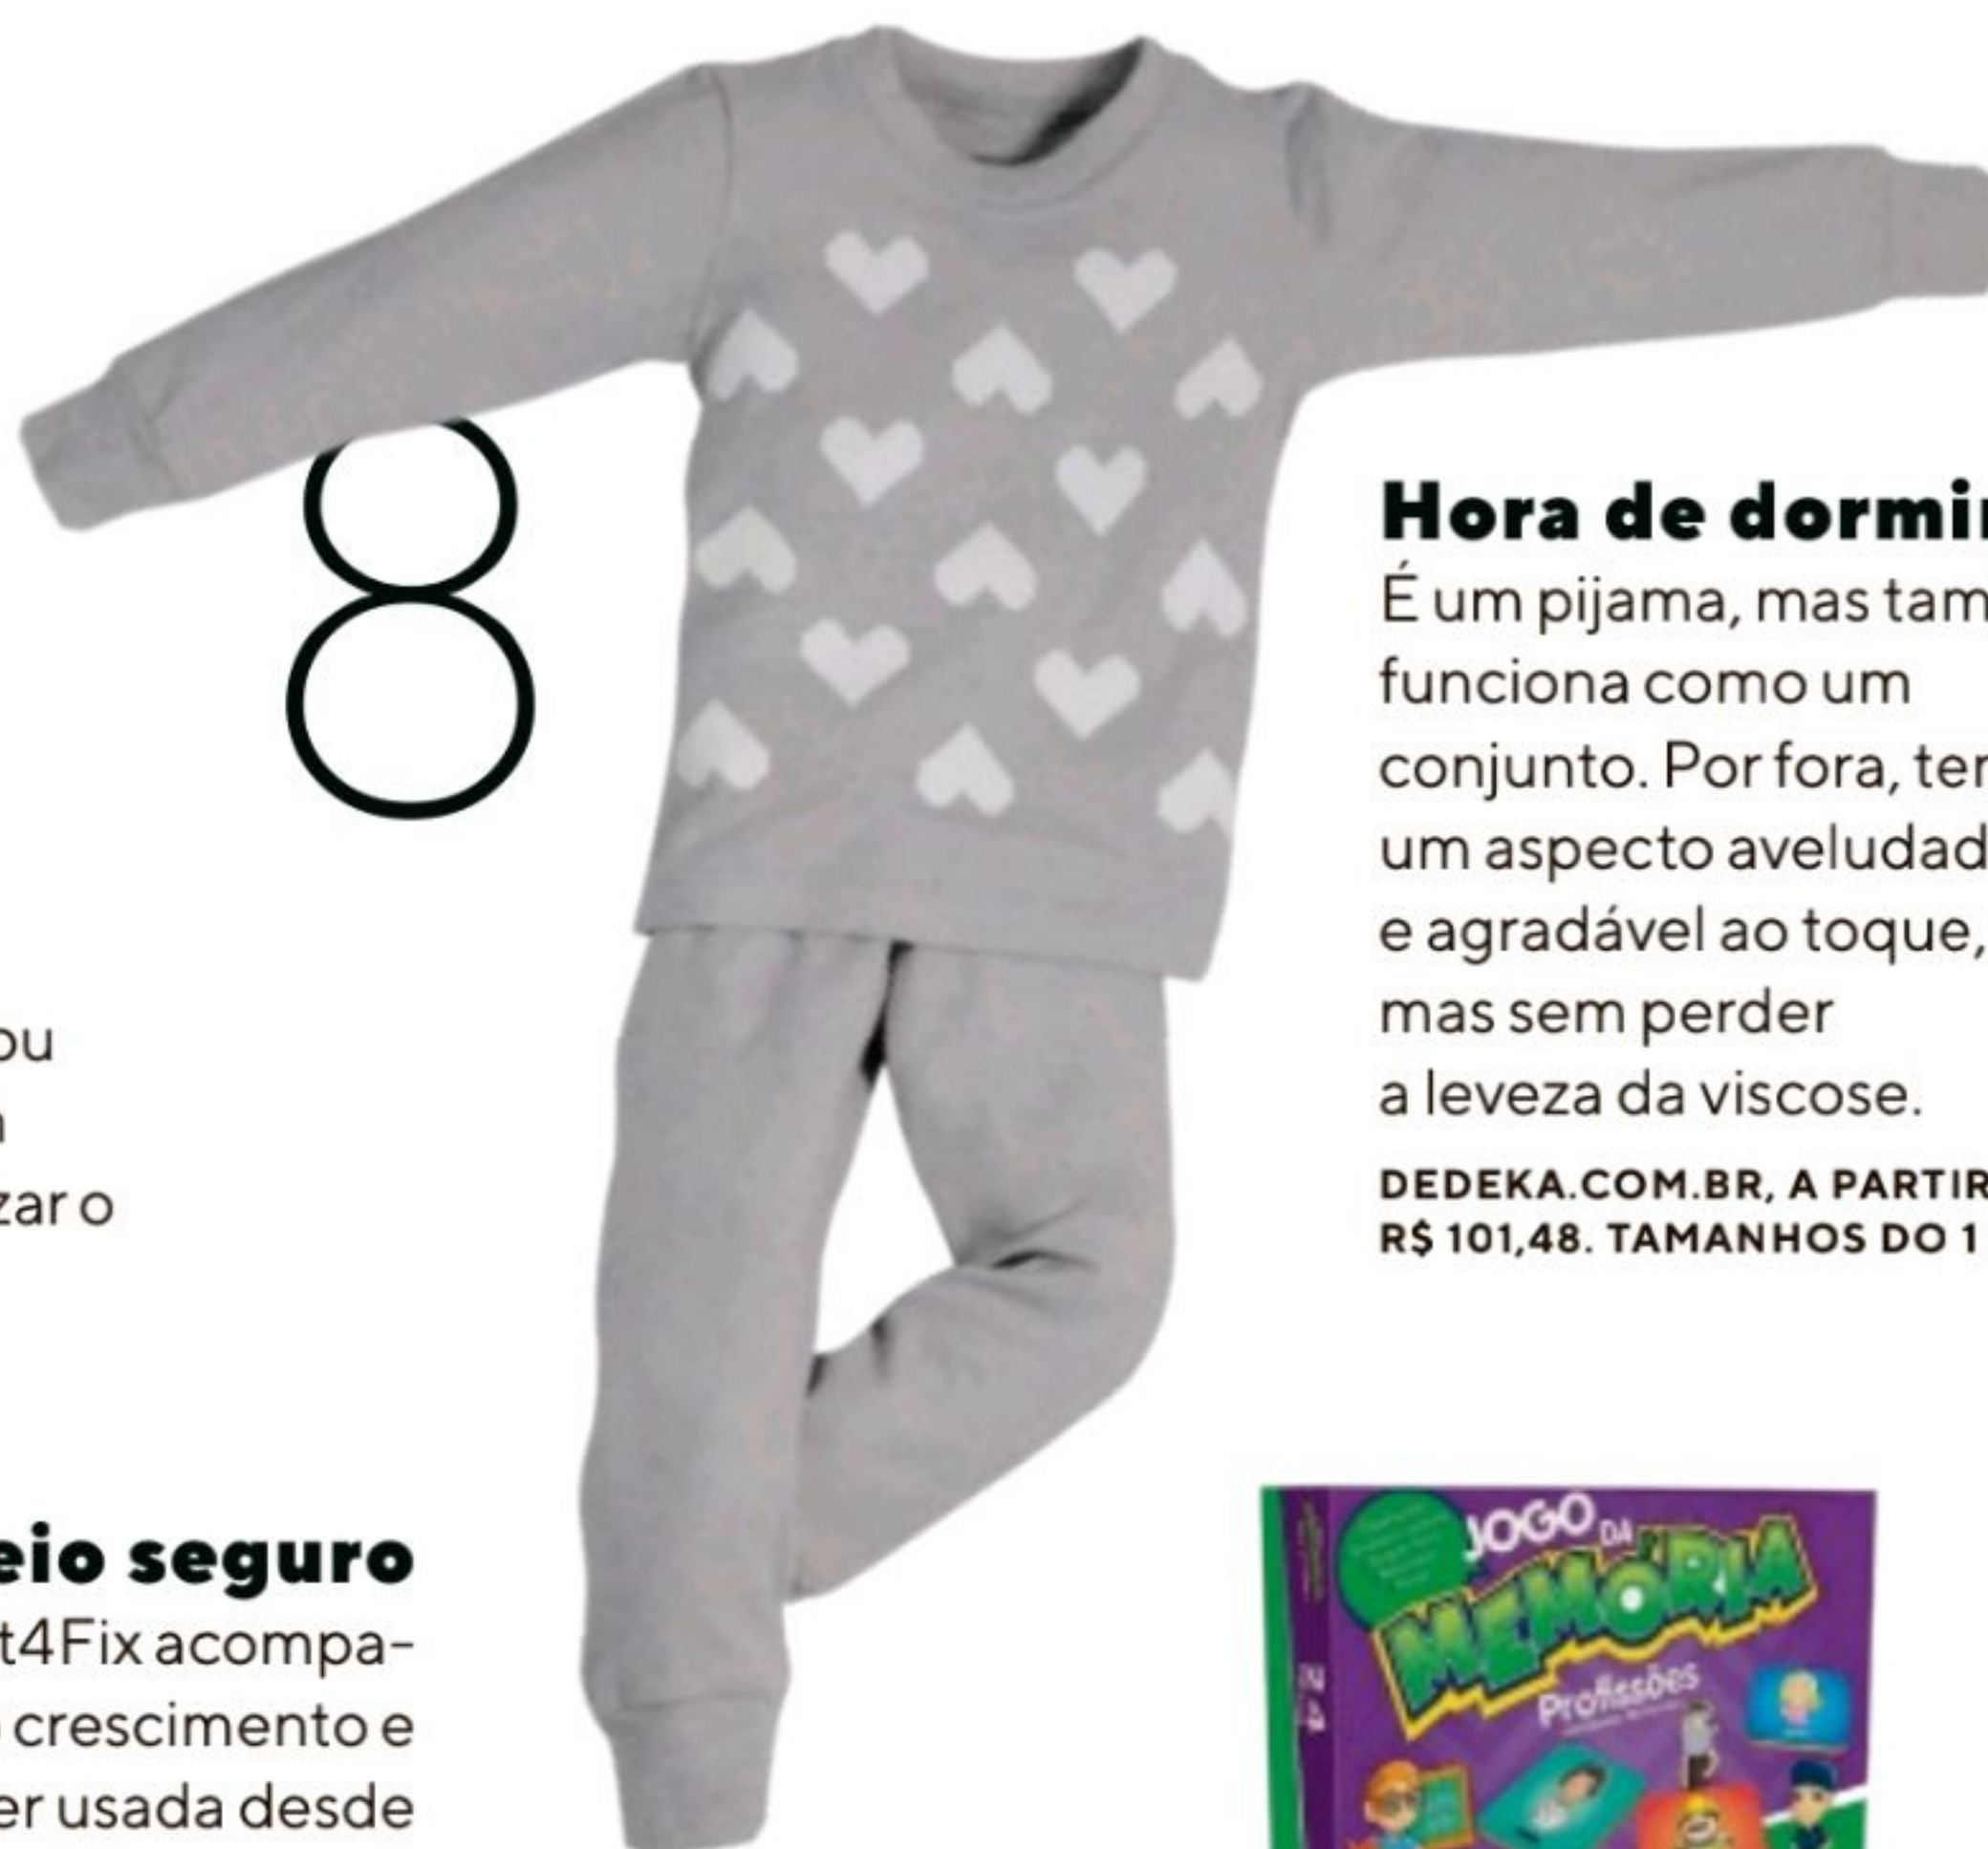 8
Hora de dormir
É um pijama, mas tam
funciona como um
conjunto. Por fora, ter
um aspecto aveludad
e agradável ao toque,
mas sem perder
a leveza da viscose.
DEDEKA.COM.BR, A PARTIR
R$ 101,48. TAMANHOS DO 1
ou
zar o
eio seguro
t4Fix acompa-
crescimento e
er usada desde
JOGO DA
MEMÓRIA
Profissões